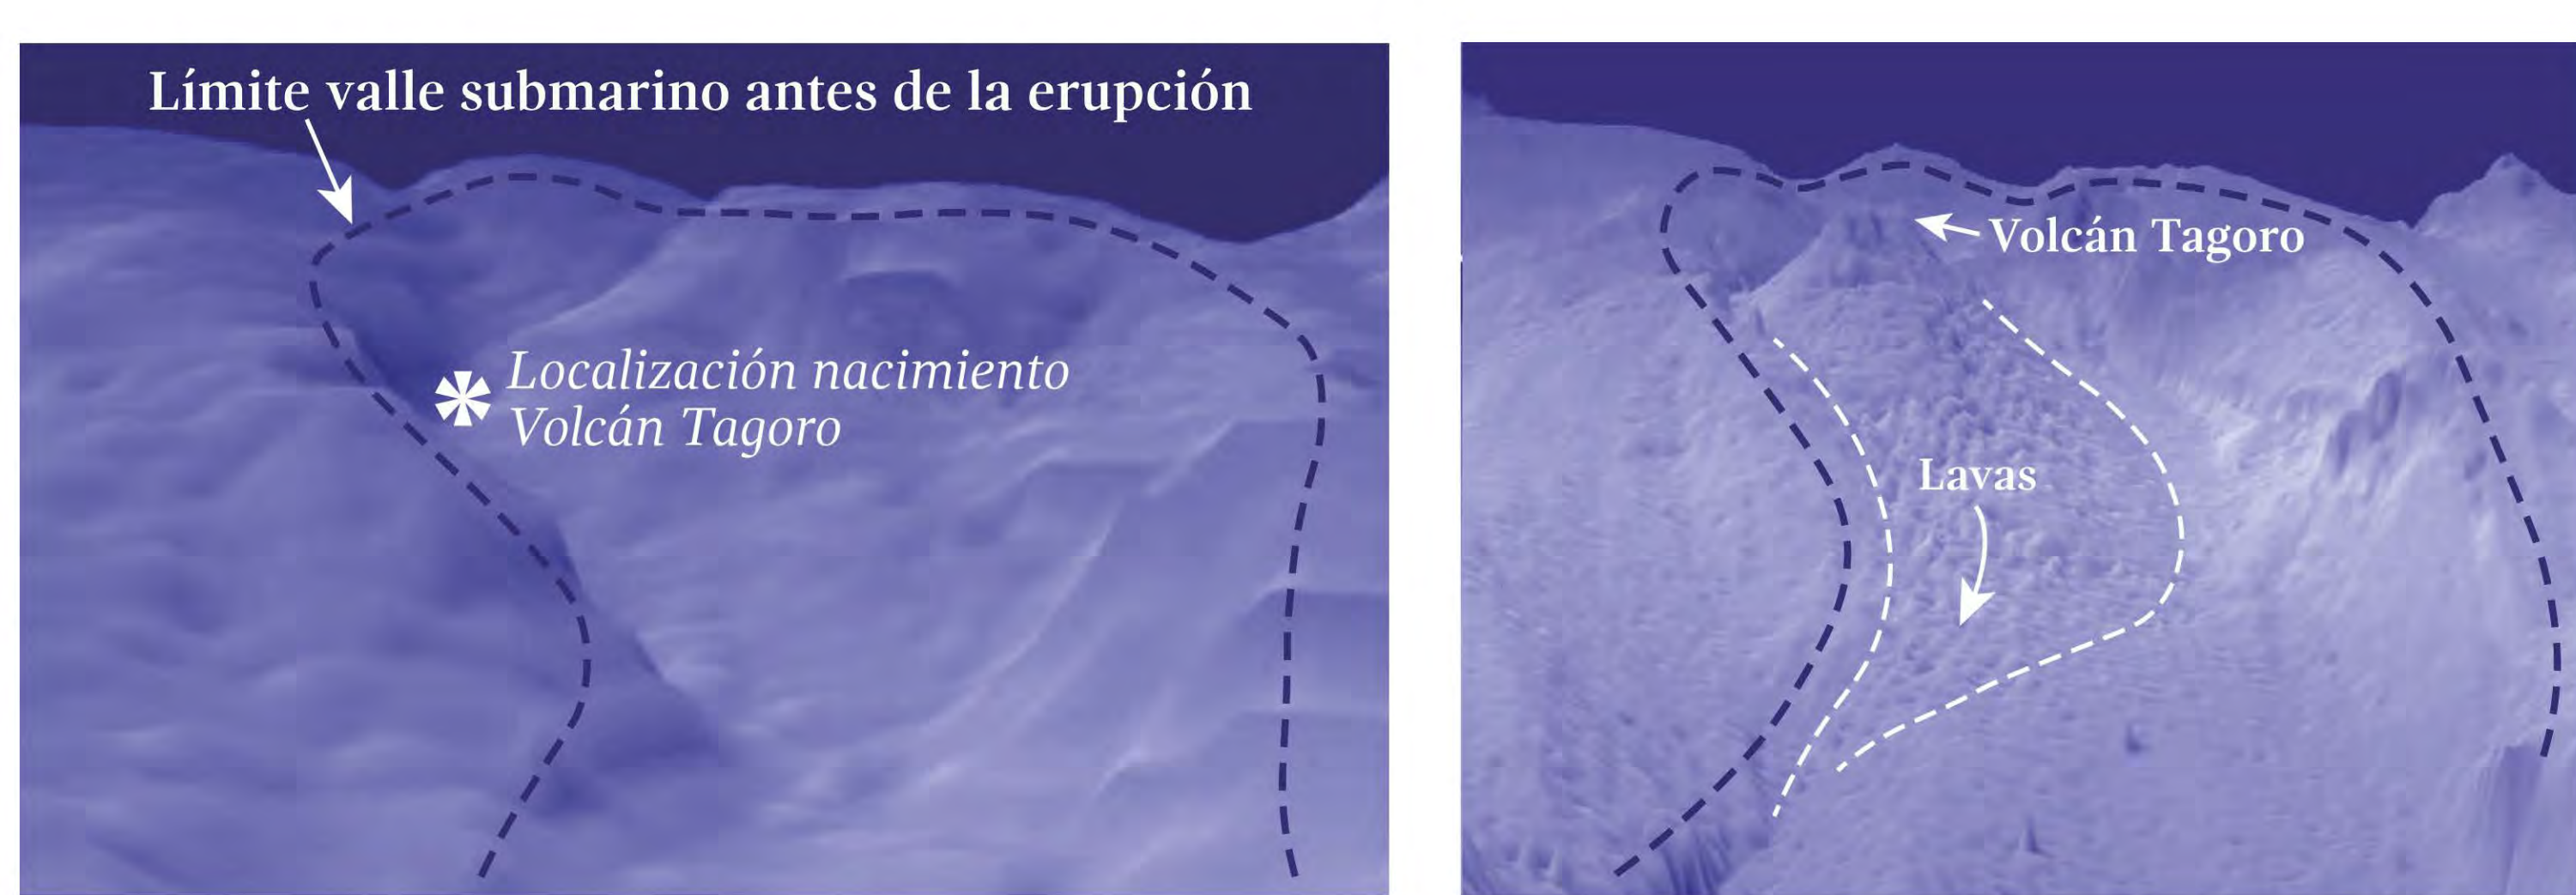 Límite valle submarino antes de la erupción
Localización nacimiento
Volcán Tagoro
Volcán Tagoro
Lavas